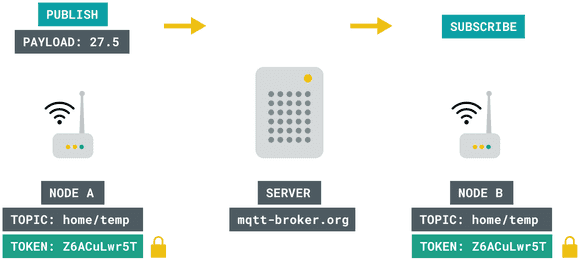 PUBLISH
PAYLOAD: 27.5
SUBSCRIBE
NODE A
TOPIC: home/temp
TOKEN: Z6ACuLwr5T
SERVER
mqtt-broker.org
NODE B
TOPIC: home/temp
TOKEN: Z6ACuLwr5T